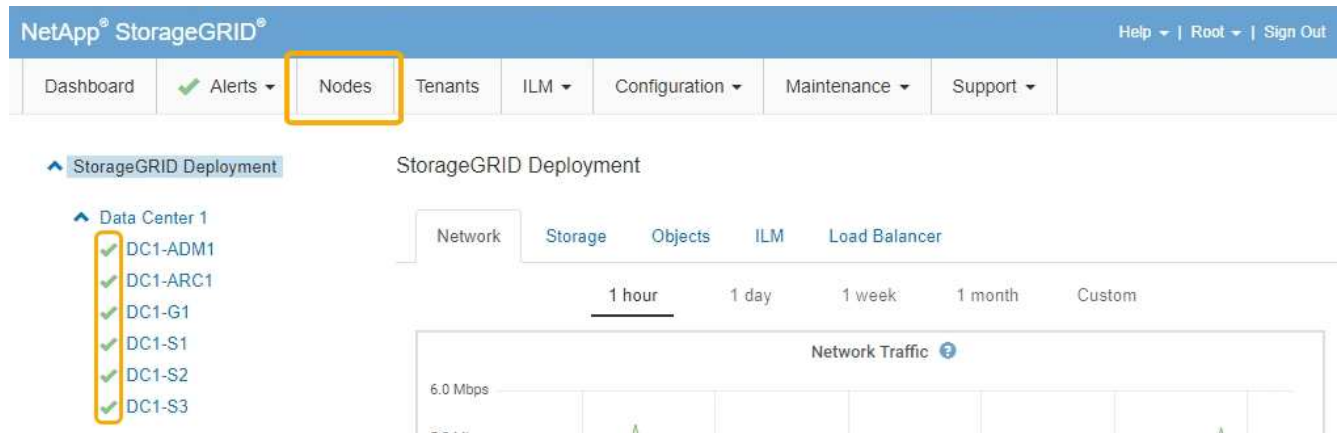 NetApp® StorageGRID®
Help | Root | Sign Out
Dashboard Alerts Nodes Tenants ILM Configuration Maintenance Support
StorageGRID Deployment
StorageGRID Deployment
Data Center 1
DC1-ADM1
DC1-ARC1
DC1-G1
DC1-S1
DC1-S2
DC1-S3
Network Storage Objects ILM Load Balancer
1 hour 1 day 1 week 1 month Custom
Network Traffic
6.0 Mbps